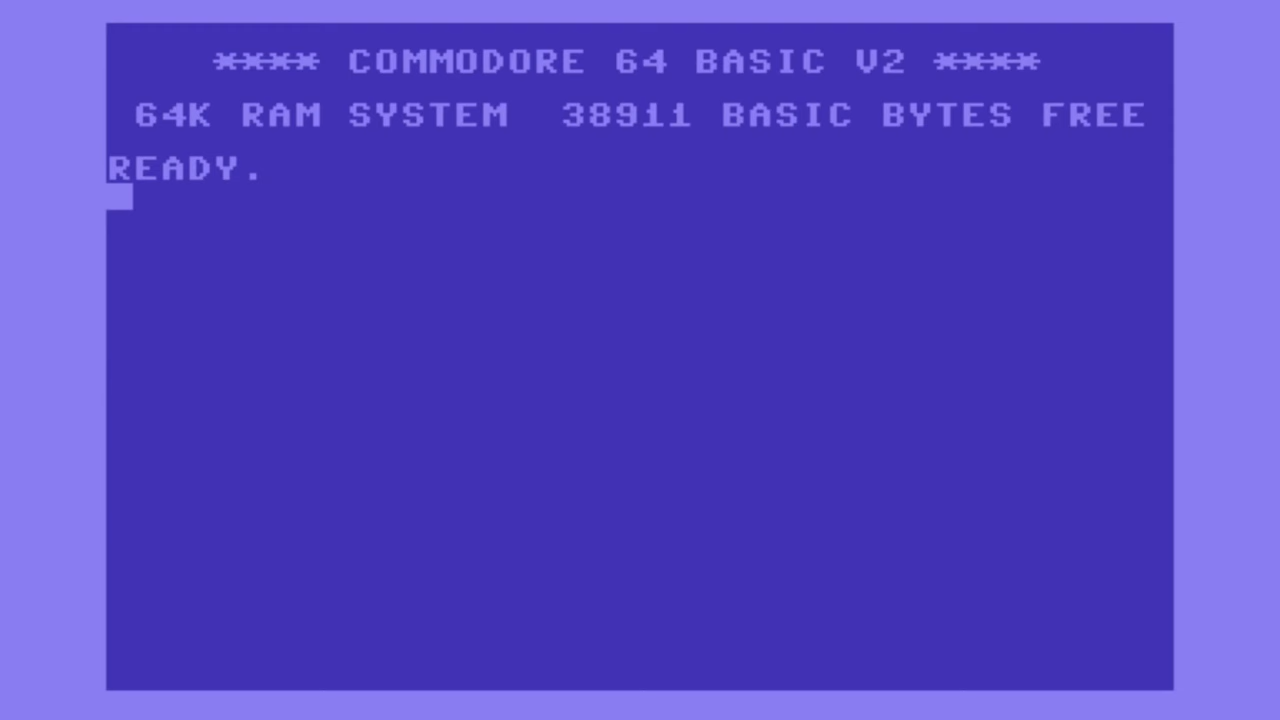 **** COMMODORE 64 BASIC V2 ****
64K RAM SYSTEM  38911 BASIC BYTES FREE
READY.